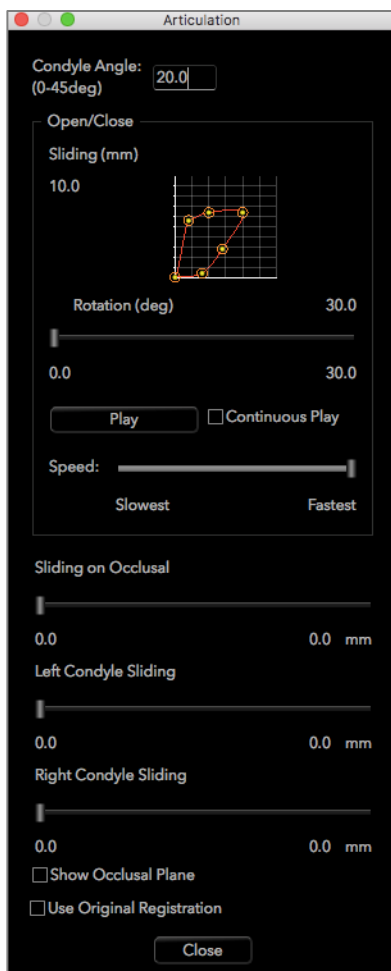 Articulation
Condyle Angle:
(0-45deg)
20.0
Open/Close
Sliding (mm)
10.0
Rotation (deg) 30.0
0.0 30.0
Play Continuous Play
Speed:
Slowest Fastest
Sliding on Occlusal
0.0 0.0 mm
Left Condyle Sliding
0.0 0.0 mm
Right Condyle Sliding
0.0 0.0 mm
Show Occlusal Plane
Use Original Registration
Close